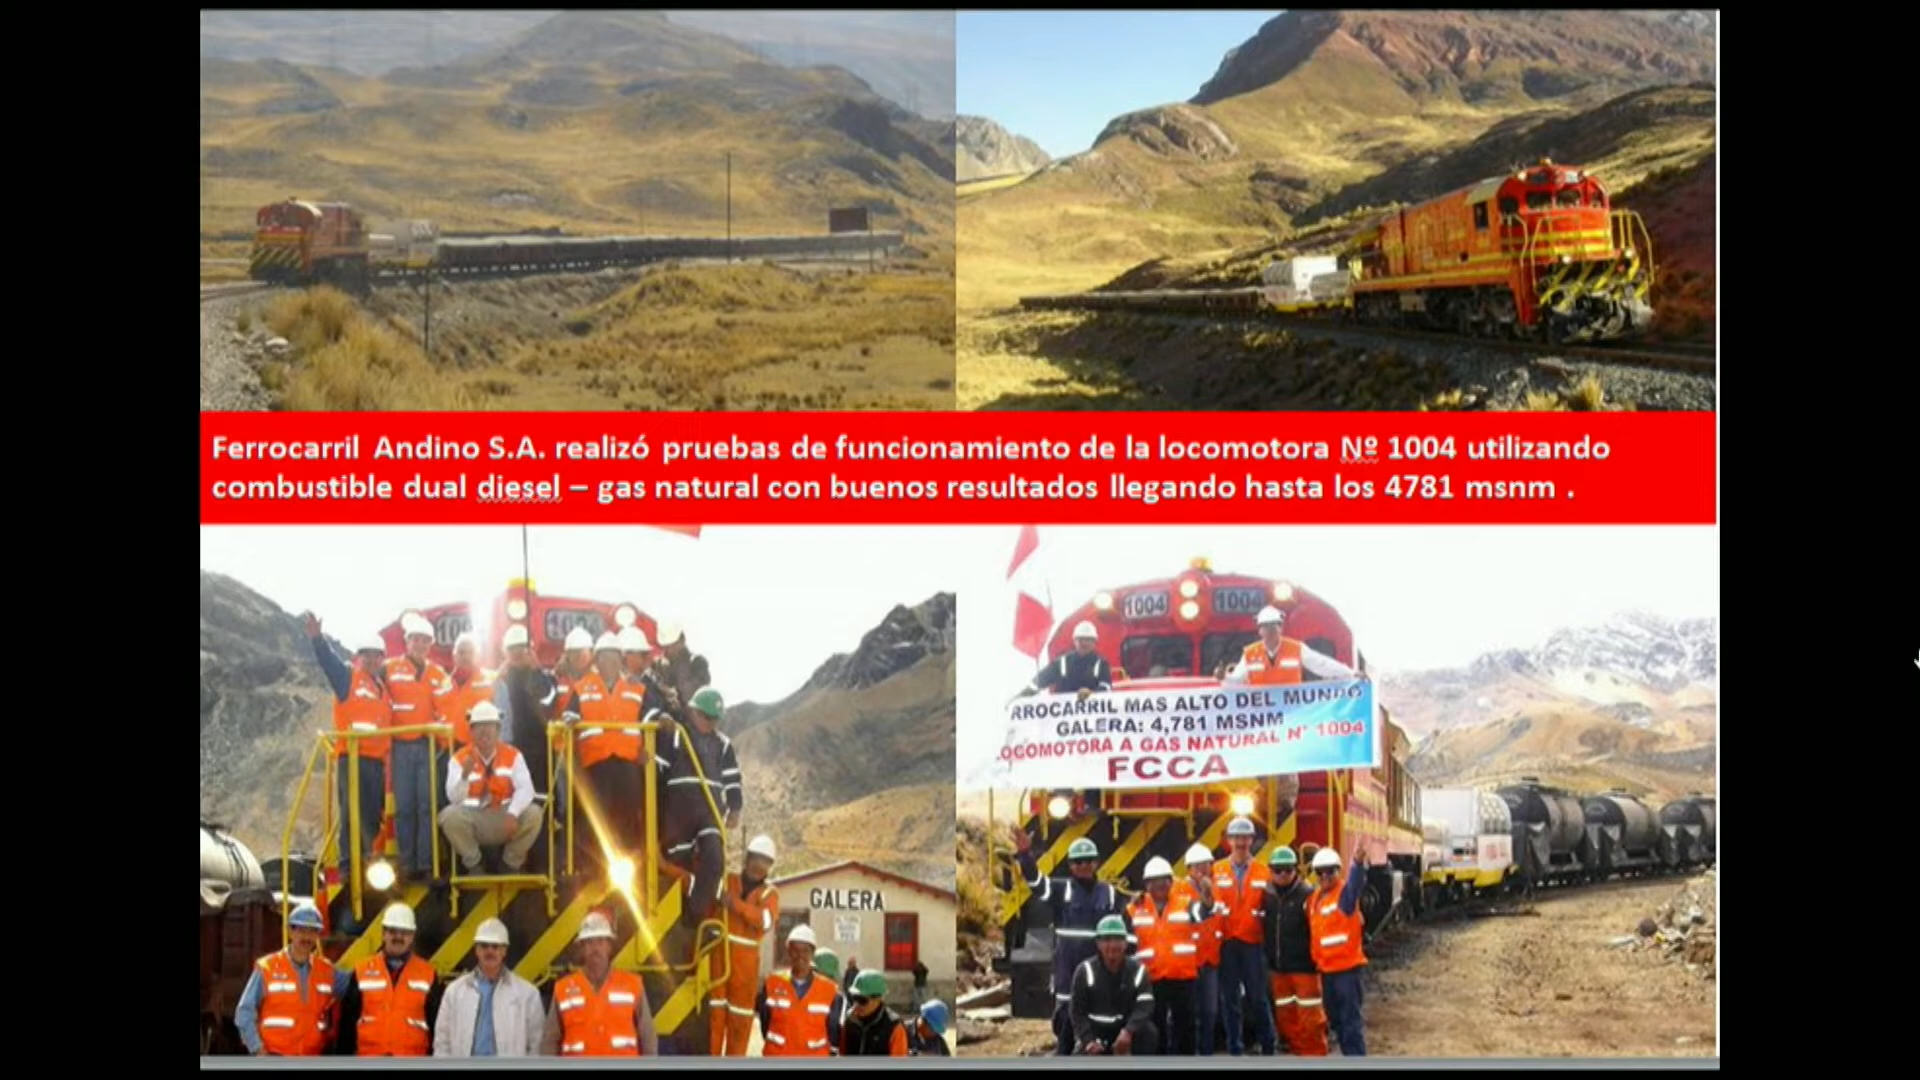 Ferrocarril Andino S.A. realizó pruebas de funcionamiento de la locomotora Nº 1004 utilizando
combustible dual diesel – gas natural con buenos resultados llegando hasta los 4781 msnm .
1004
GALERA
1004 1004
RROCARRIL MAS ALTO DEL MUNDO
GALERA: 4,781 MSNM
OCOMOTORA A GAS NATURAL N° 1004
FCCA